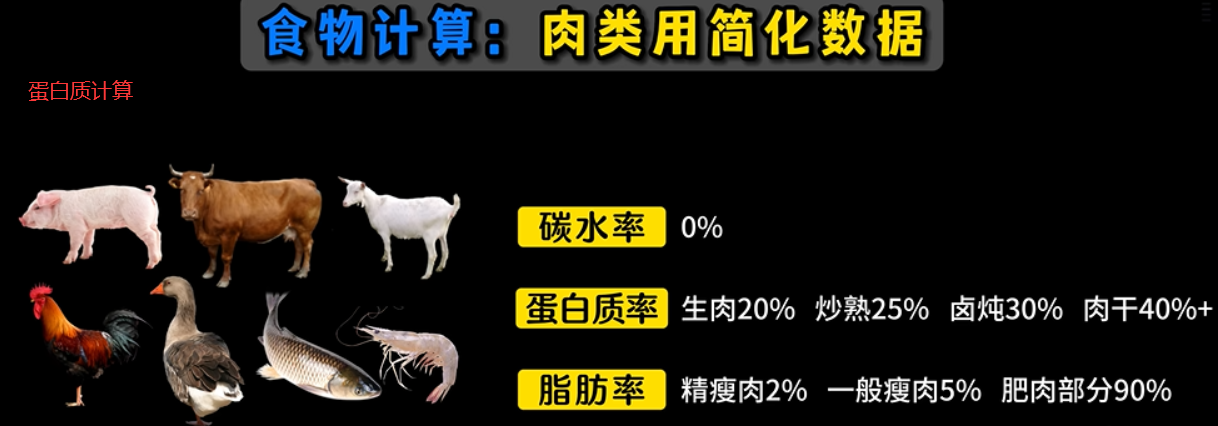 食物计算：肉类用简化数据
蛋白质计算
碳水率 0%
蛋白质率 生肉20% 炒熟25% 卤炖30% 肉干40%+
脂肪率 精瘦肉2% 一般瘦肉5% 肥肉部分90%